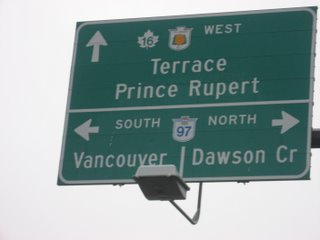 16 WEST
Terrace
Prince Rupert
SOUTH 97 NORTH
Vancouver Dawson Cr